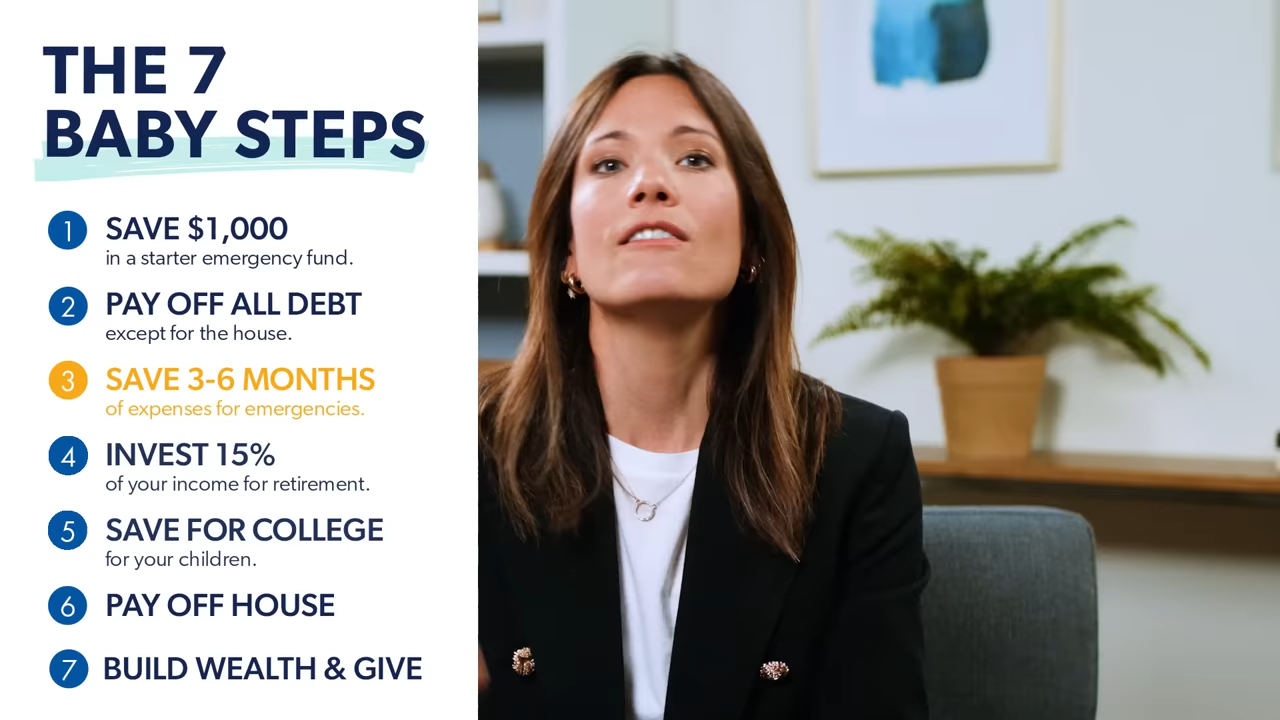 THE 7
BABY STEPS
1 SAVE $1,000
in a starter emergency fund.
2 PAY OFF ALL DEBT
except for the house.
3 SAVE 3-6 MONTHS
of expenses for emergencies.
4 INVEST 15%
of your income for retirement.
5 SAVE FOR COLLEGE
for your children.
6 PAY OFF HOUSE
7 BUILD WEALTH & GIVE